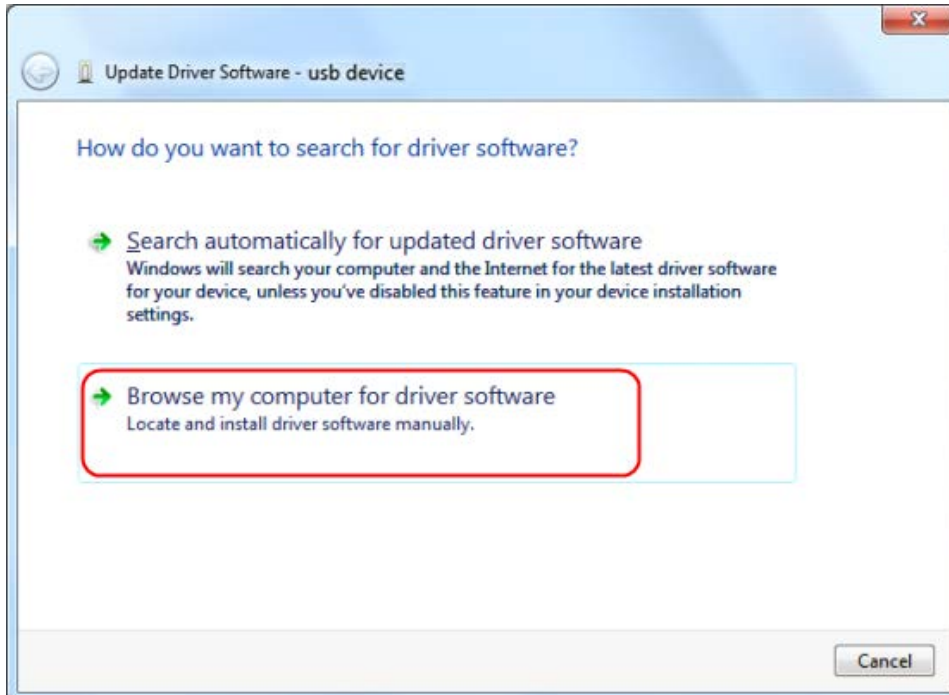 Update Driver Software - usb device
How do you want to search for driver software?
Search automatically for updated driver software
Windows will search your computer and the Internet for the latest driver software
for your device, unless you've disabled this feature in your device installation
settings.
Browse my computer for driver software
Locate and install driver software manually.
Cancel